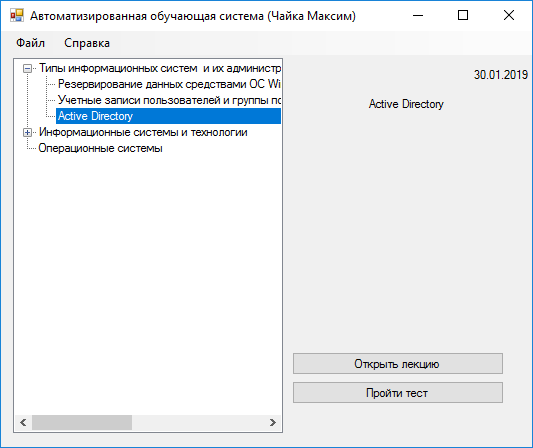 Автоматизированная обучающая система (Чайка Максим)
Файл Справка
Типы информационных систем и их администр
Резервирование данных средствами ОС Wi
Учетные записи пользователей и группы по
Active Directory
Информационные системы и технологии
Операционные системы
30.01.2019
Active Directory
Открыть лекцию
Пройти тест